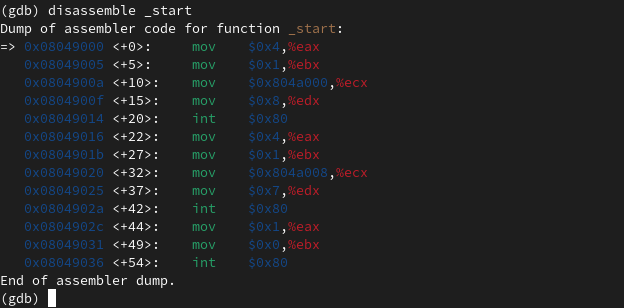 (gdb) disassemble _start
Dump of assembler code for function _start:
=> 0x08049000 <+0>:     mov    $0x4,%eax
   0x08049005 <+5>:     mov    $0x1,%ebx
   0x0804900a <+10>:    mov    $0x804a000,%ecx
   0x0804900f <+15>:    mov    $0x8,%edx
   0x08049014 <+20>:    int    $0x80
   0x08049016 <+22>:    mov    $0x4,%eax
   0x0804901b <+27>:    mov    $0x1,%ebx
   0x08049020 <+32>:    mov    $0x804a008,%ecx
   0x08049025 <+37>:    mov    $0x7,%edx
   0x0804902a <+42>:    int    $0x80
   0x0804902c <+44>:    mov    $0x1,%eax
   0x08049031 <+49>:    mov    $0x0,%ebx
   0x08049036 <+54>:    int    $0x80
End of assembler dump.
(gdb)